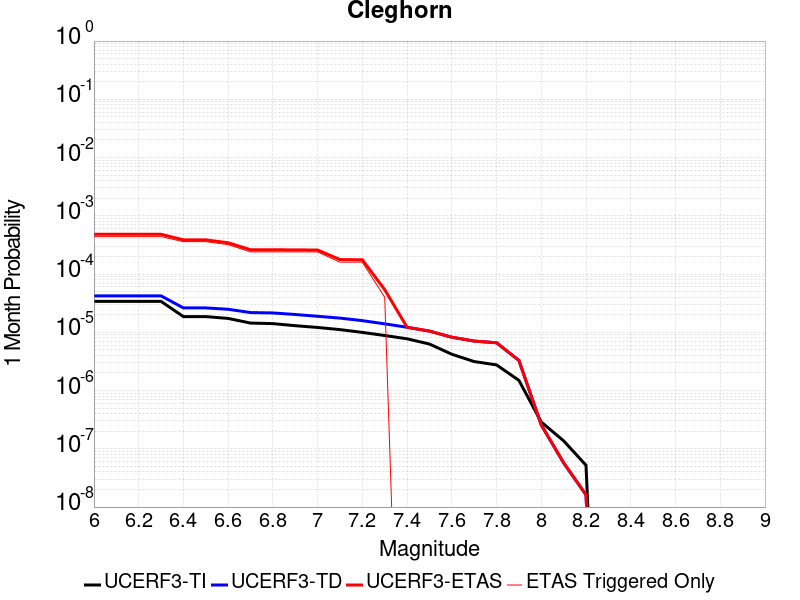 Cleghorn
10 0
10 -1
10 -2
10 -3
10 -4
10 -5
10 -6
10 -7
10 -8
1 Month Probability
6 6.2 6.4 6.6 6.8 7 7.2 7.4 7.6 7.8 8 8.2 8.4 8.6 8.8 9
Magnitude
UCERF3-TI UCERF3-TD UCERF3-ETAS ETAS Triggered Only